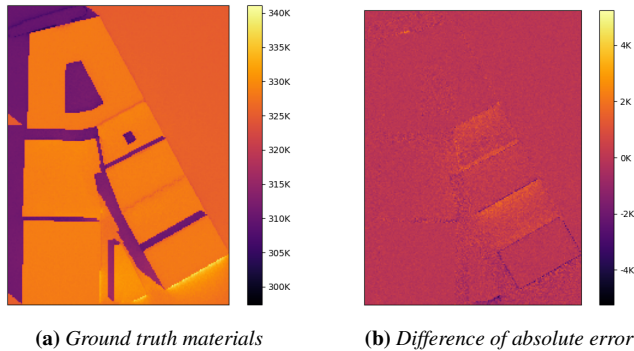 340K
335K
330K
325K
320K
315K
310K
305K
300K
4K
2K
0K
-2K
-4K
(a) Ground truth materials
(b) Difference of absolute error